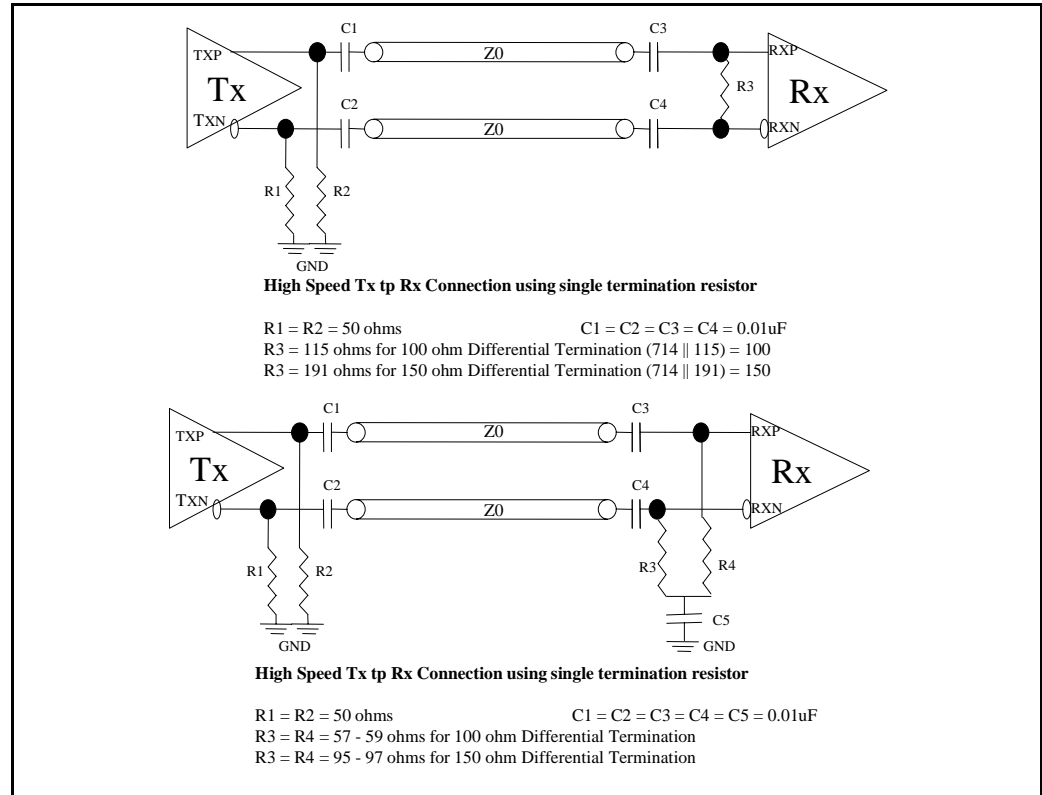 C1
C3
TXP
Z0
RXP
Tx
R3
Rx
C2
C4
TXN
Z0
RXN
R1
R2
GND
High Speed Tx tp Rx Connection using single termination resistor
R1 = R2 = 50 ohms C1 = C2 = C3 = C4 = 0.01uF
R3 = 115 ohms for 100 ohm Differential Termination (714 || 115) = 100
R3 = 191 ohms for 150 ohm Differential Termination (714 || 191) = 150
C1
C3
TXP
Z0
RXP
Tx
Rx
C2
C4
TXN
Z0
RXN
R1
R2
R3
R4
C5
GND
GND
High Speed Tx tp Rx Connection using single termination resistor
R1 = R2 = 50 ohms C1 = C2 = C3 = C4 = C5 = 0.01uF
R3 = R4 = 57 - 59 ohms for 100 ohm Differential Termination
R3 = R4 = 95 - 97 ohms for 150 ohm Differential Termination